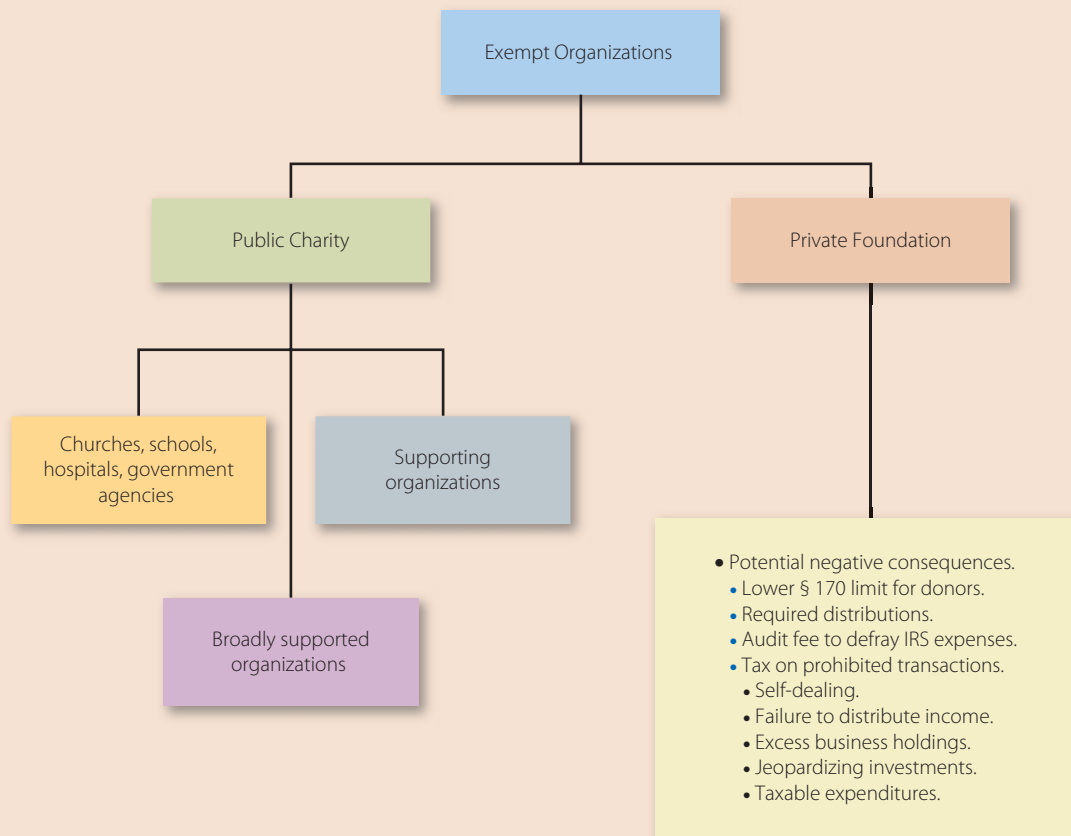 Exempt Organizations
Public Charity
Private Foundation
Churches, schools,
hospitals, government
agencies
Supporting
organizations
Broadly supported
organizations
• Potential negative consequences.
• Lower § 170 limit for donors.
• Required distributions.
• Audit fee to defray IRS expenses.
• Tax on prohibited transactions.
• Self-dealing.
• Failure to distribute income.
• Excess business holdings.
• Jeopardizing investments.
• Taxable expenditures.